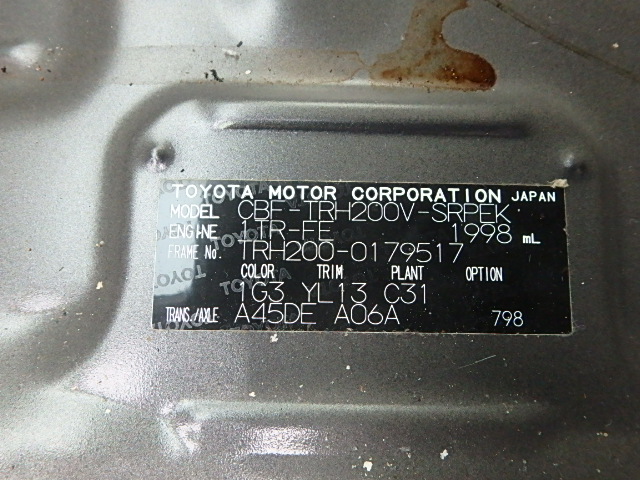 TOYOTA MOTOR CORPORATION JAPAN
MODEL CBF-TRH200V-SRPEK
ENGINE 1TR-FE 1998 mL
FRAME No. TRH200-0179517
COLOR TRIM PLANT OPTION
1G3 YL13 C31
TRANS./AXLE A45DE A06A 798